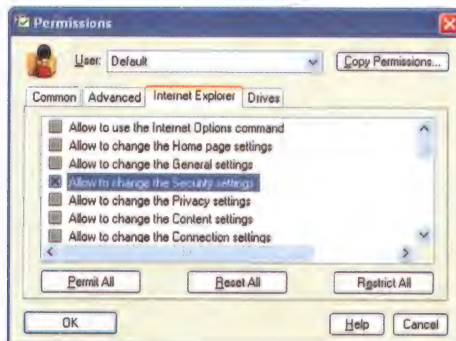 Permissions
User: Default
Copy Permissions...
Common Advanced Internet Explorer Drives
Allow to use the Internet Options command
Allow to change the Home page settings
Allow to change the General settings
Allow to change the Security settings
Allow to change the Privacy settings
Allow to change the Content settings
Allow to change the Connection settings
Permit All Reset All Restrict All
OK Help Cancel